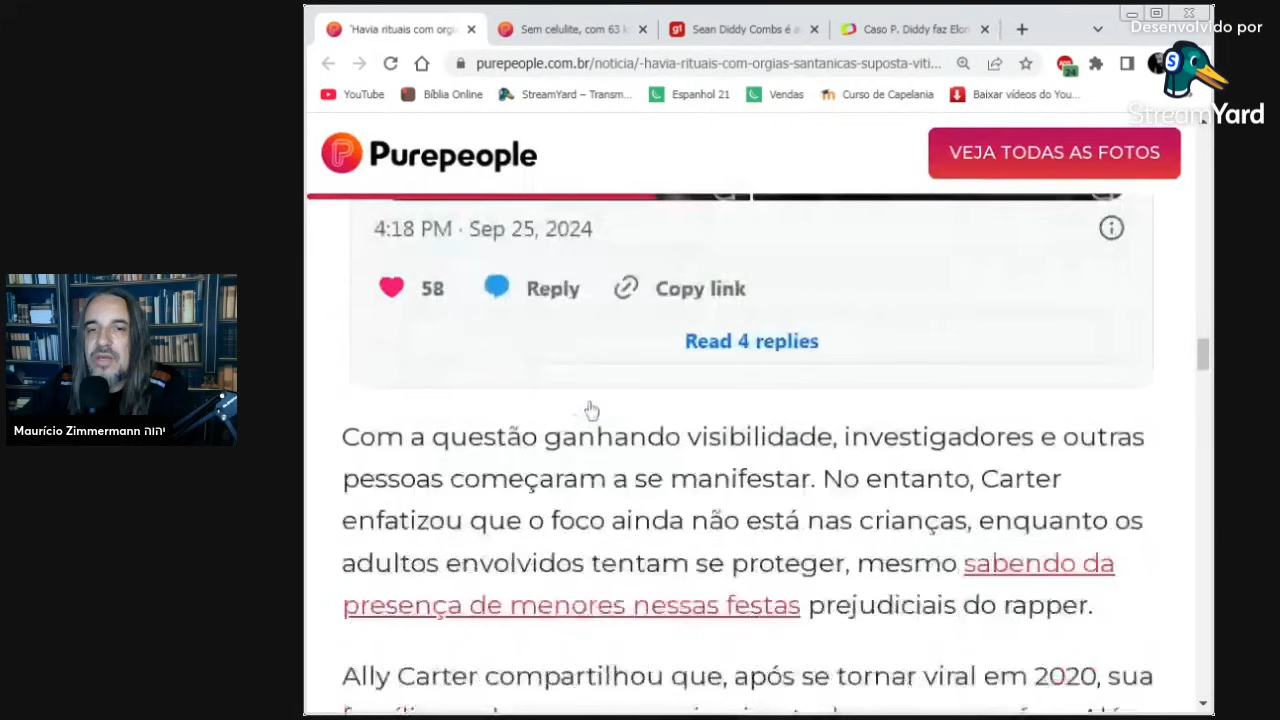 "Havia rituais com orgi
Sem celulite, com 63 k
Sean Diddy Combs é a
Caso P. Diddy faz Elon
Desenvolvido por
purepeople.com.br/noticia/-havia-rituais-com-orgias-santanicas-suposta-viti...
24
S
StreamYard
YouTube
Bíblia Online
StreamYard – Transm...
Espanhol 21
Vendas
Curso de Capelania
Baixar vídeos do You...
Purepeople
VEJA TODAS AS FOTOS
4:18 PM · Sep 25, 2024
58
Reply
Copy link
Read 4 replies
Maurício Zimmermann יהוה
Com a questão ganhando visibilidade, investigadores e outras
pessoas começaram a se manifestar. No entanto, Carter
enfatizou que o foco ainda não está nas crianças, enquanto os
adultos envolvidos tentam se proteger, mesmo sabendo da
presença de menores nessas festas prejudiciais do rapper.
Ally Carter compartilhou que, após se tornar viral em 2020, sua